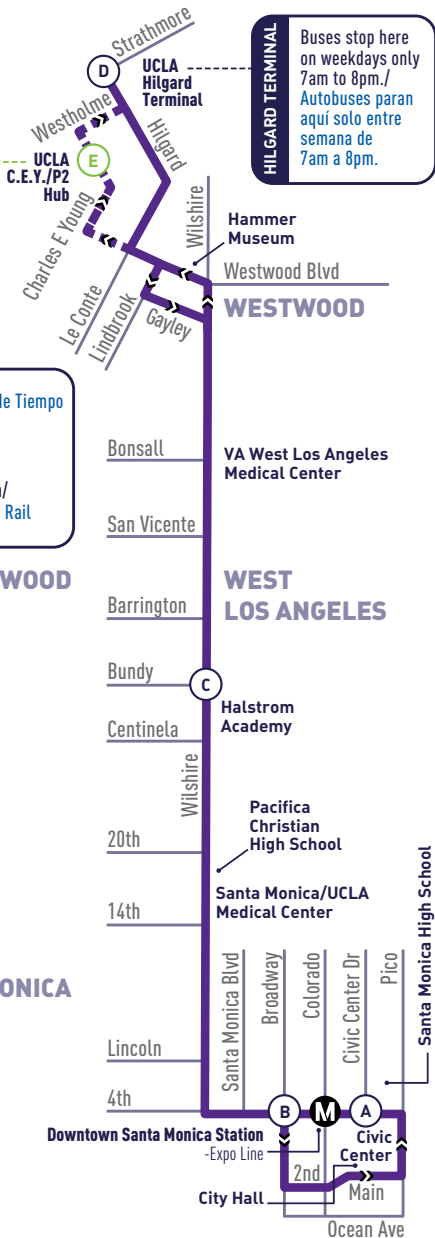 Strathmore
D
UCLA
Hilgard
Terminal
HILGARD TERMINAL
Buses stop here
on weekdays only
7am to 8pm./
Autobuses paran
aquí solo entre
semana de
7am a 8pm.
Westholme
Hilgard
E
UCLA
C.E.Y./P2
Hub
Charles E Young
Wilshire
Hammer
Museum
Westwood Blvd
WESTWOOD
Le Conte
Lindbrook
Gayley
de Tiempo
/
Rail
WOOD
Bonsall
VA West Los Angeles
Medical Center
San Vicente
WEST
LOS ANGELES
Barrington
Bundy
C
Halstrom
Academy
Centinela
Wilshire
Pacifica
Christian
High School
20th
Santa Monica/UCLA
Medical Center
14th
Santa Monica High School
ONICA
Santa Monica Blvd
Broadway
Colorado
Civic Center Dr
Pico
Lincoln
4th
B
M
A
Downtown Santa Monica Station
-Expo Line
Civic
Center
2nd
Main
City Hall
Ocean Ave